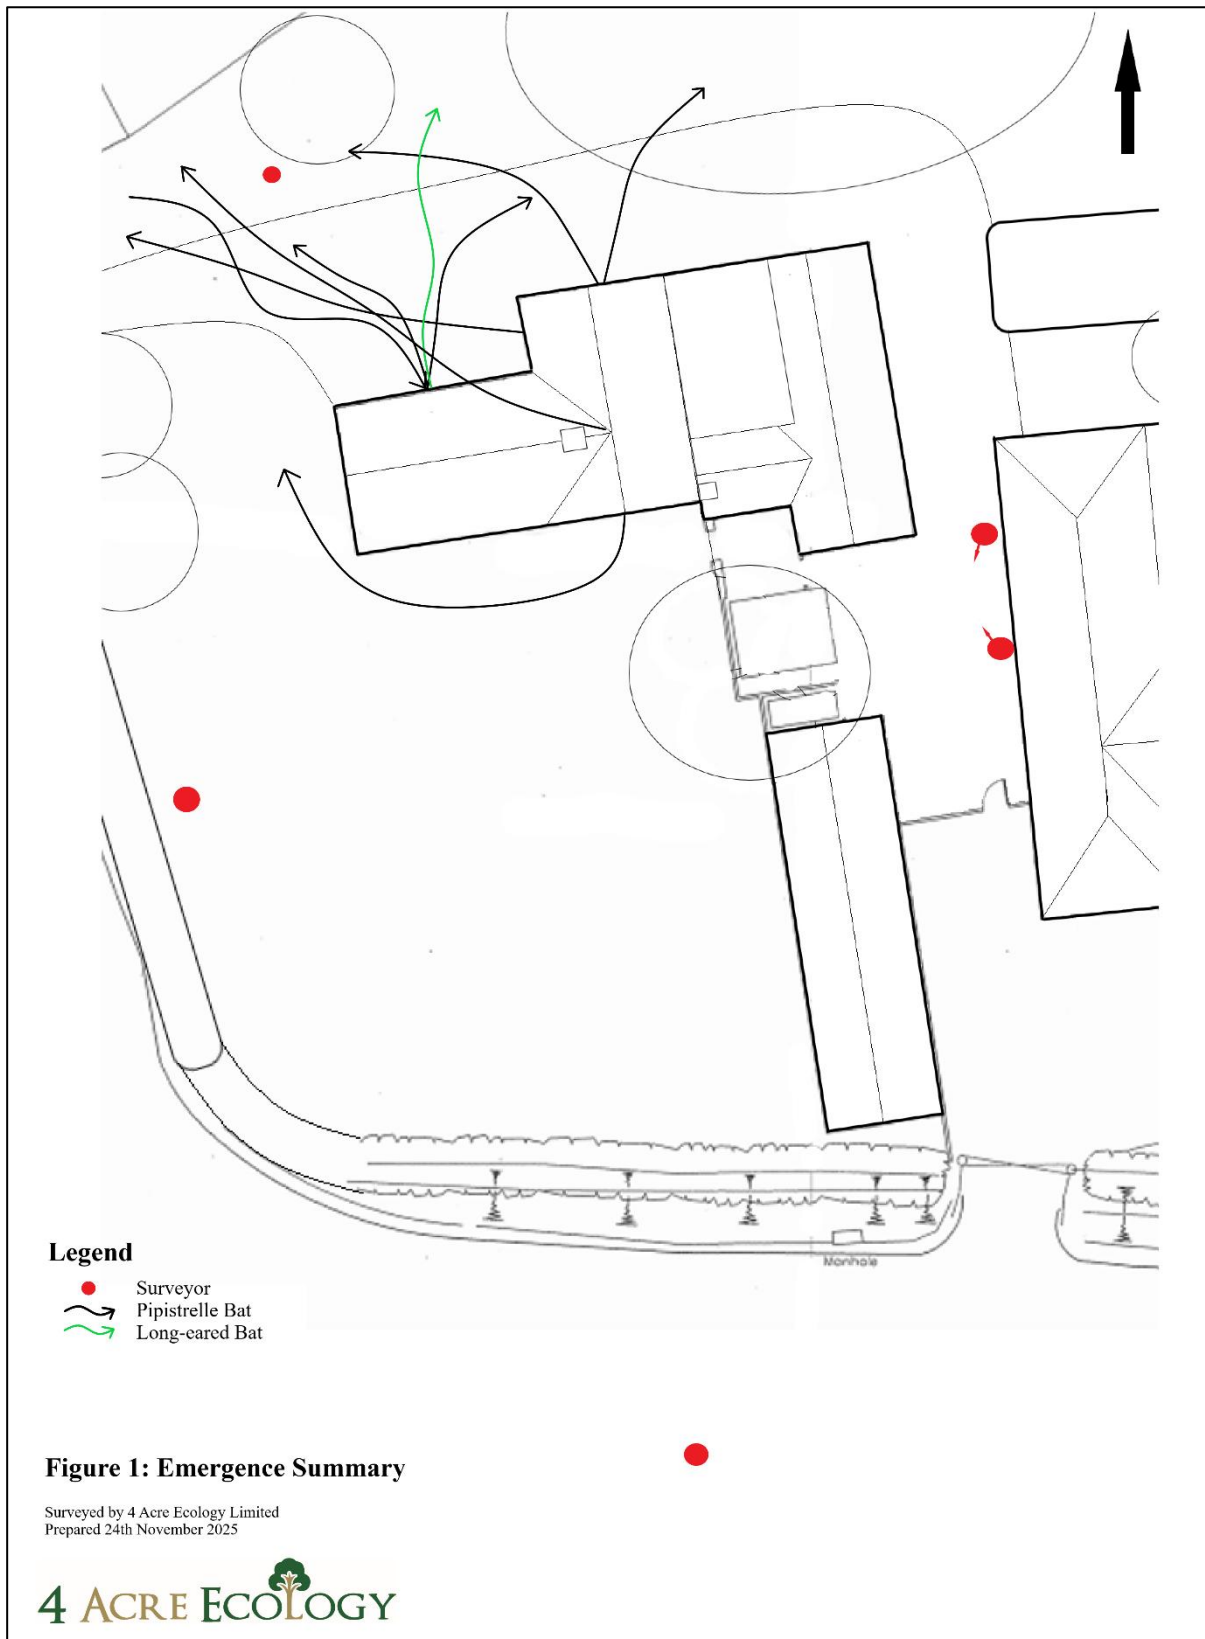 Manhole
Legend
Surveyor
Pipistrelle Bat
Long-eared Bat
Figure 1: Emergence Summary
Surveyed by 4 Acre Ecology Limited
Prepared 24th November 2025
4 ACRE ECOLOGY